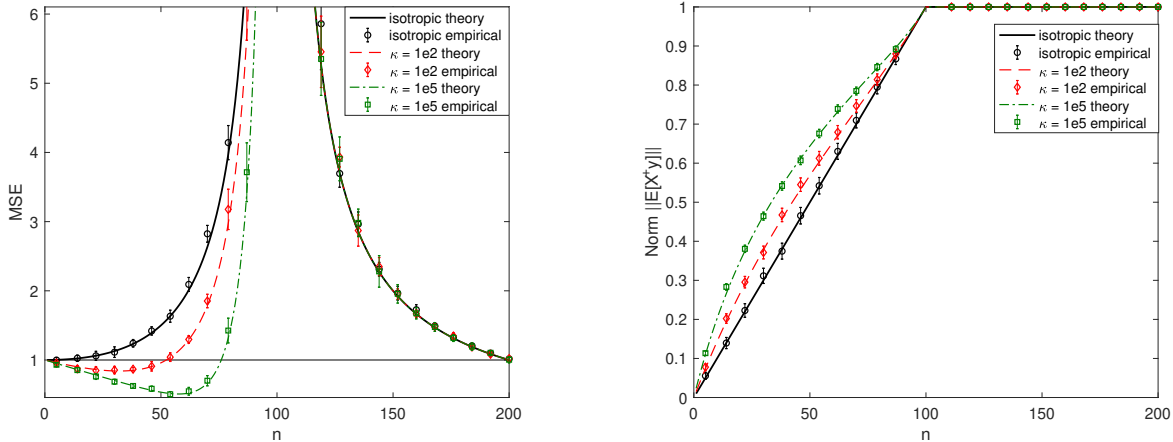 6
5
4
3
2
1
0
50
100
150
200
n
MSE
isotropic theory
isotropic empirical
κ = 1e2 theory
κ = 1e2 empirical
κ = 1e5 theory
κ = 1e5 empirical
1
0.9
0.8
0.7
0.6
0.5
0.4
0.3
0.2
0.1
0
0
50
100
150
200
n
Norm ||E[X⁺y]||
isotropic theory
isotropic empirical
κ = 1e2 theory
κ = 1e2 empirical
κ = 1e5 theory
κ = 1e5 empirical